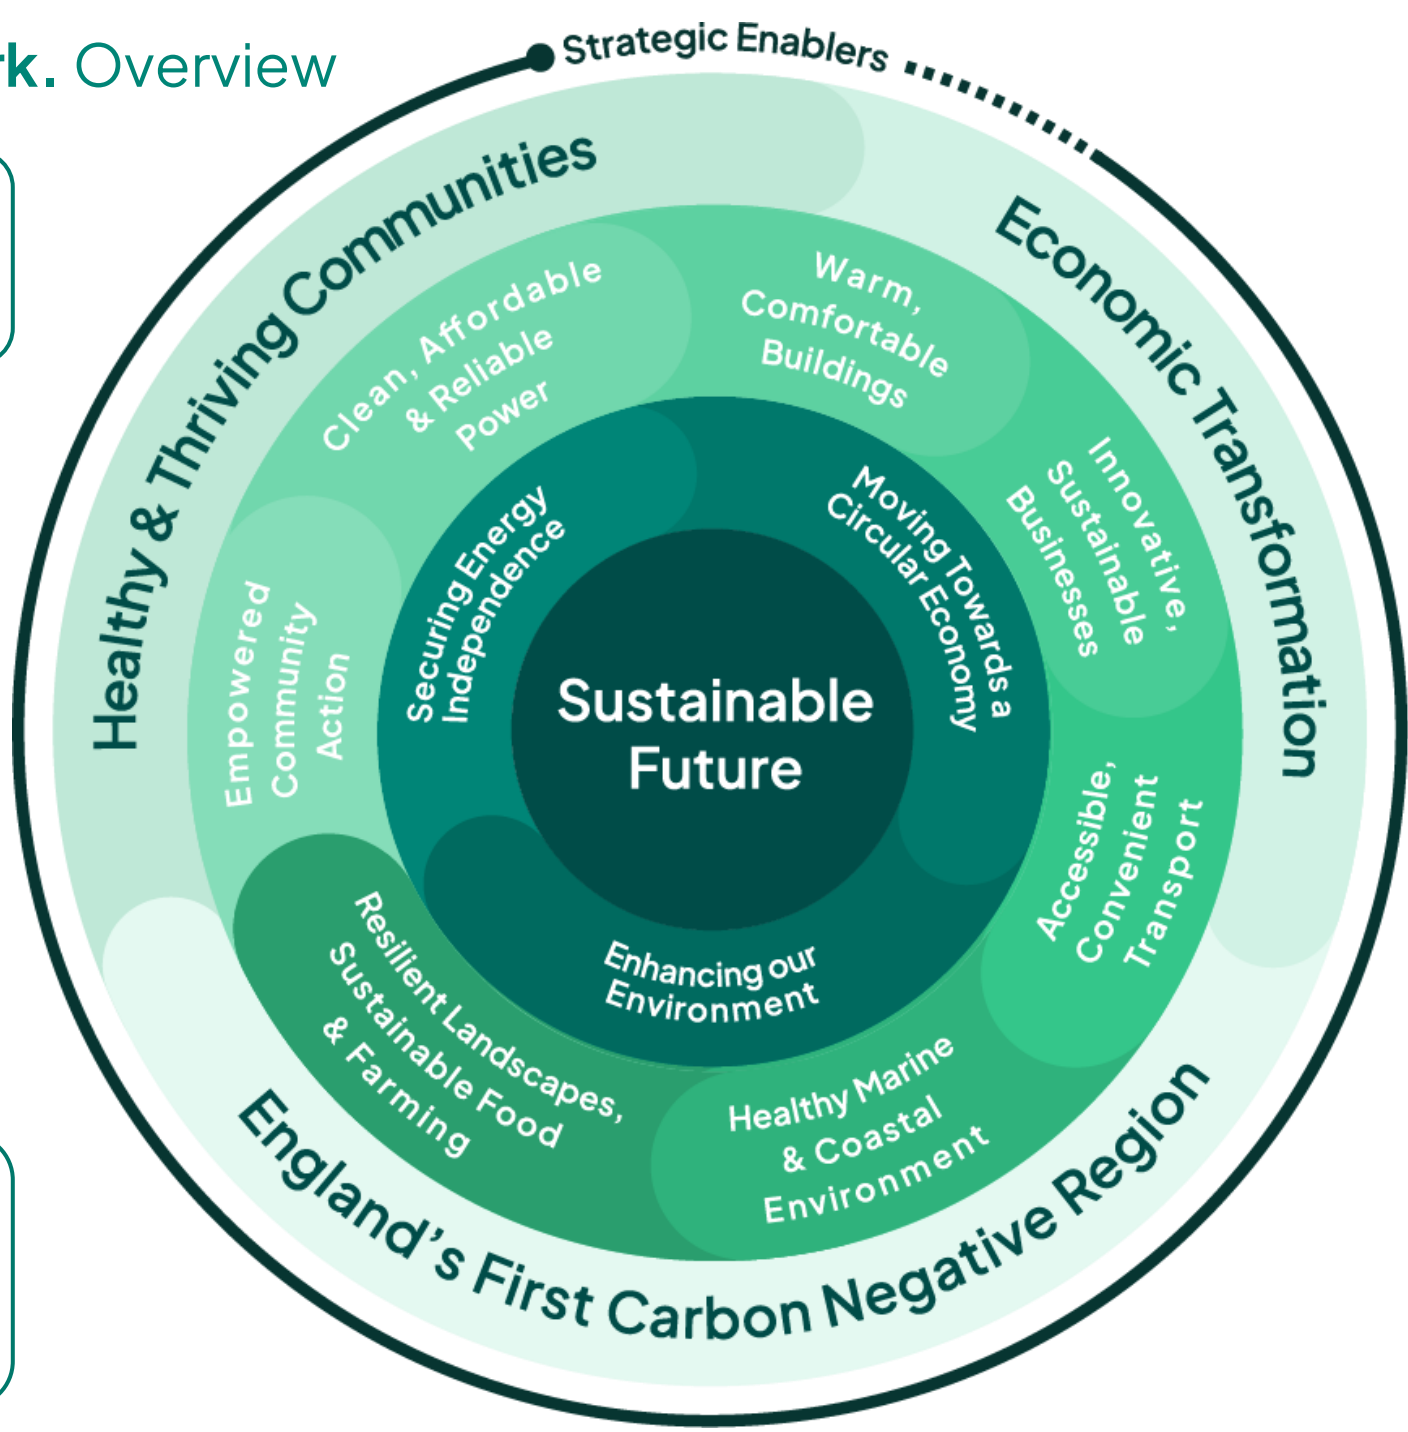 rk. Overview
Strategic Enablers
Healthy & Thriving Communities
Economic Transformation
England's First Carbon Negative Region
Clean, Affordable
& Reliable
Power
Warm,
Comfortable
Buildings
Innovative,
Sustainable
Businesses
Accessible,
Convenient
Transport
Healthy Marine
& Coastal
Environment
Resilient Landscapes,
Sustainable Food
& Farming
Empowered
Community
Action
Securing Energy
Independence
Moving Towards a
Circular Economy
Enhancing our
Environment
Sustainable
Future